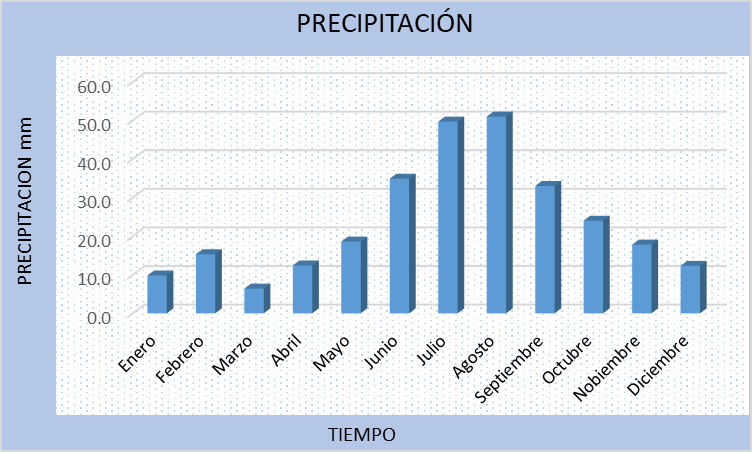 PRECIPITACIÓN
PRECIPITACION mm
60.0
50.0
40.0
30.0
20.0
10.0
0.0
Enero
Febrero
Marzo
Abril
Mayo
Junio
Julio
Agosto
Septiembre
Octubre
Nobiembre
Diciembre
TIEMPO